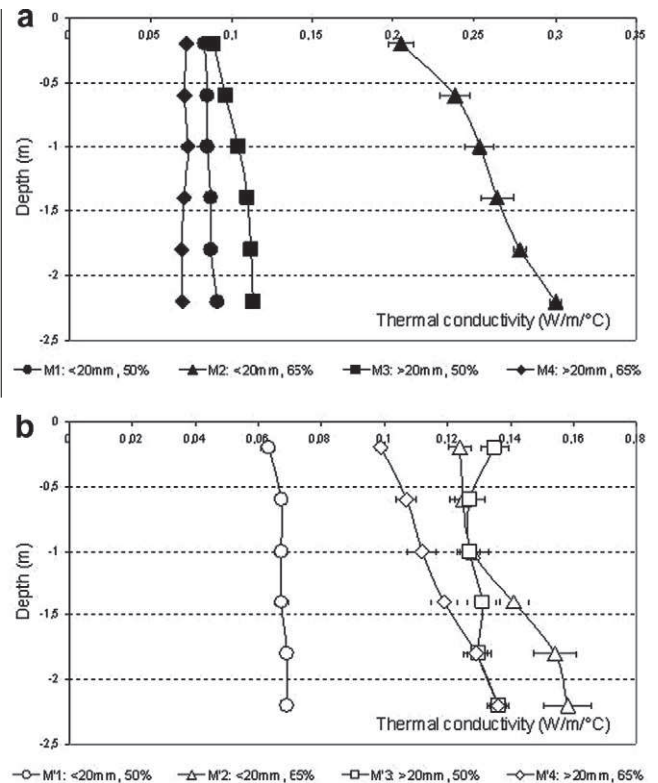 a
0 0,05 0,1 0,15 0,2 0,25 0,3 0,35
0
-0,5
-1
-1,5
-2
-2,5
Depth (m)
Thermal conductivity (W/m/°C)
M1: <20mm, 50% M2: <20mm, 65% M3: >20mm, 50% M4: >20mm, 65%
b
0 0,02 0,04 0,06 0,08 0,1 0,12 0,14 0,16 0,18
0
-0,5
-1
-1,5
-2
-2,5
Depth (m)
Thermal conductivity (W/m/°C)
M'1: <20mm, 50% M'2: <20mm, 65% M'3: >20mm, 50% M'4: >20mm, 65%